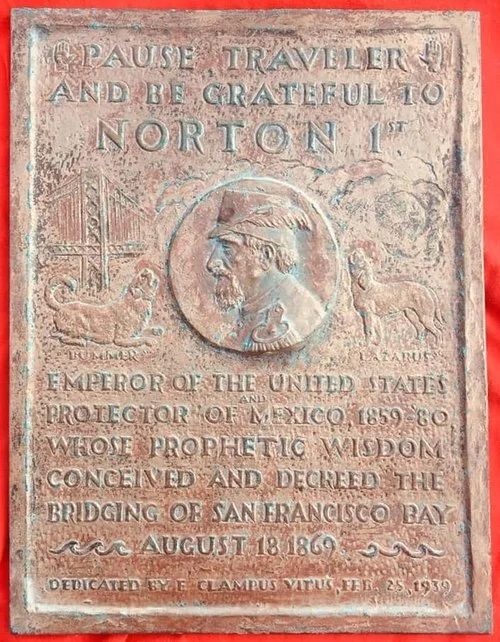 PAUSE, TRAVELER
AND BE GRATEFUL TO
NORTON 1ST
BUMMER
LAZARUS
EMPEROR OF THE UNITED STATES
AND
PROTECTOR OF MEXICO, 1859-80
WHOSE PROPHETIC WISDOM
CONCEIVED AND DECREED THE
BRIDGING OF SAN FRANCISCO BAY
AUGUST 18, 1869
DEDICATED BY E CLAMPUS VITUS, FEB. 25, 1939